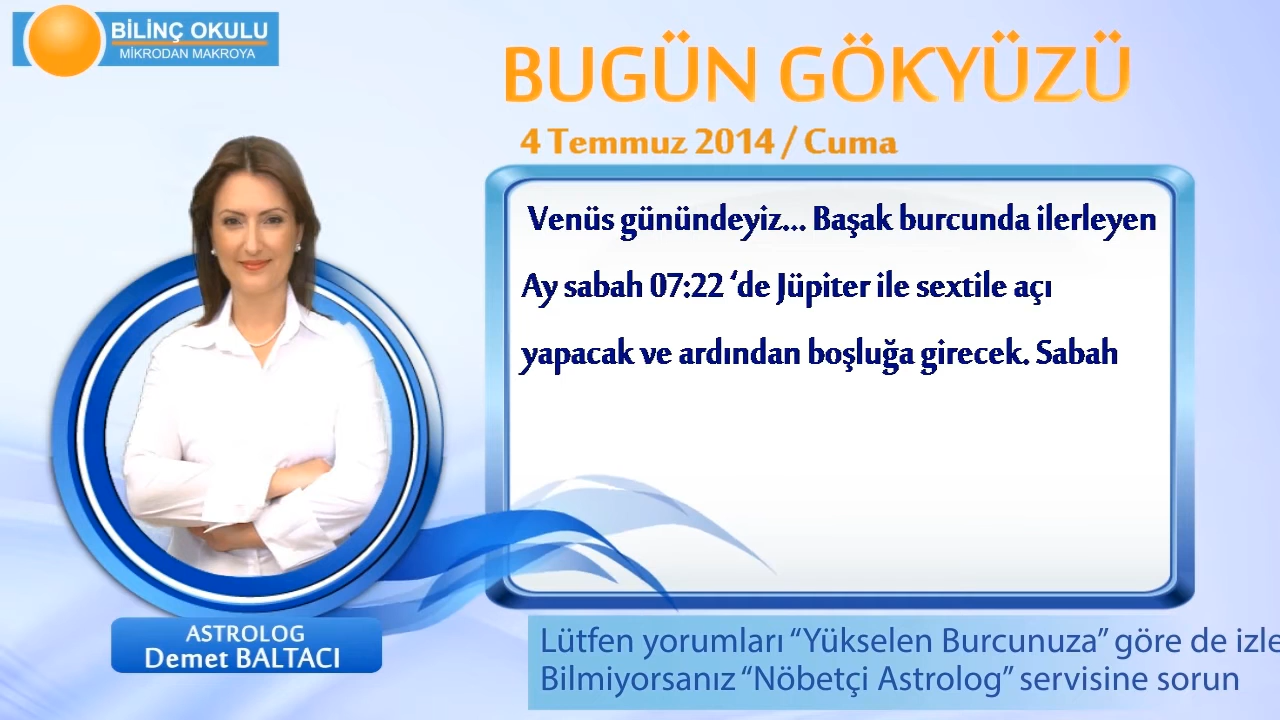 BİLİNÇ OKULU
MİKRODAN MAKROYA
BUGÜN GÖKYÜZÜ
4 Temmuz 2014 / Cuma
Venüs günündeyiz... Başak burcunda ilerleyen
Ay sabah 07:22 ‘de Jüpiter ile sextile açı
yapacak ve ardından boşluğa girecek. Sabah
ASTROLOG
Demet BALTACI
Lütfen yorumları “Yükselen Burcunuza” göre de izle
Bilmiyorsanız “Nöbetçi Astrolog” servisine sorun